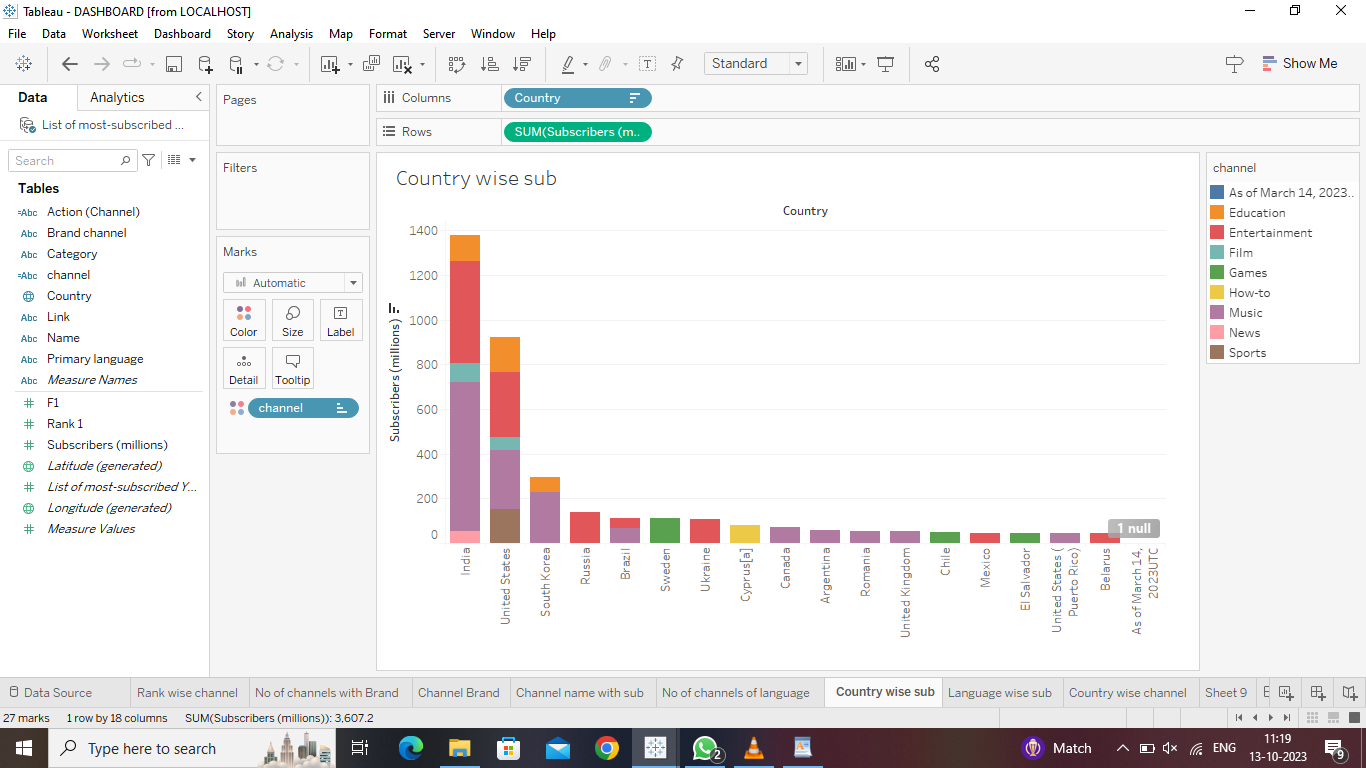 Tableau - DASHBOARD [from LOCALHOST]
File Data Worksheet Dashboard Story Analysis Map Format Server Window Help
Standard
Show Me
Data
Analytics
List of most-subscribed ...
Search
Tables
Abc Action (Channel)
Abc Brand channel
Abc Category
Abc channel
Country
Abc Link
Abc Name
Abc Primary language
Abc Measure Names
F1
Rank 1
Subscribers (millions)
Latitude (generated)
List of most-subscribed Y...
Longitude (generated)
Measure Values
Pages
Filters
Marks
Automatic
Color Size Label
Detail Tooltip
channel
Columns
Country
Rows
SUM(Subscribers (m..
Country wise sub
Country
Subscribers (millions)
1400
1200
1000
800
600
400
200
0
1 null
India
United States
South Korea
Russia
Brazil
Sweden
Ukraine
Cyprus[a]
Canada
Argentina
Romania
United Kingdom
Chile
Mexico
El Salvador
United States (
Puerto Rico)
Belarus
As of March 14,
2023UTC
channel
As of March 14, 2023..
Education
Entertainment
Film
Games
How-to
Music
News
Sports
Data Source
Rank wise channel
No of channels with Brand
Channel Brand
Channel name with sub
No of channels of language
Country wise sub
Language wise sub
Country wise channel
Sheet 9
27 marks 1 row by 18 columns SUM(Subscribers (millions)): 3,607.2
Type here to search
2
Match
ENG
11:19
13-10-2023
9